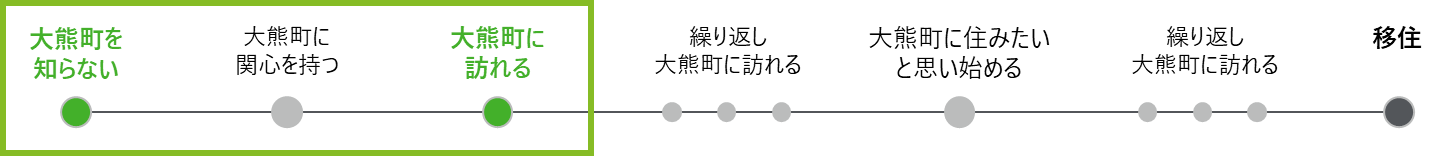 大熊町を
知らない
大熊町に
関心を持つ
大熊町に
訪れる
繰り返し
大熊町に訪れる
大熊町に住みたい
と思い始める
繰り返し
大熊町に訪れる
移住